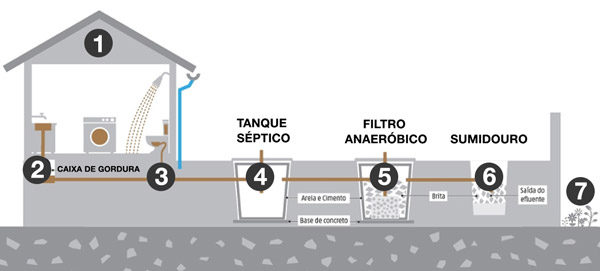 1
TANQUE
SÉPTICO
FILTRO
ANAERÓBICO
SUMIDOURO
2
CAIXA DE GORDURA
3
4
5
6
7
Areia e Cimento
Brita
Saída do
efluente
Base de concreto